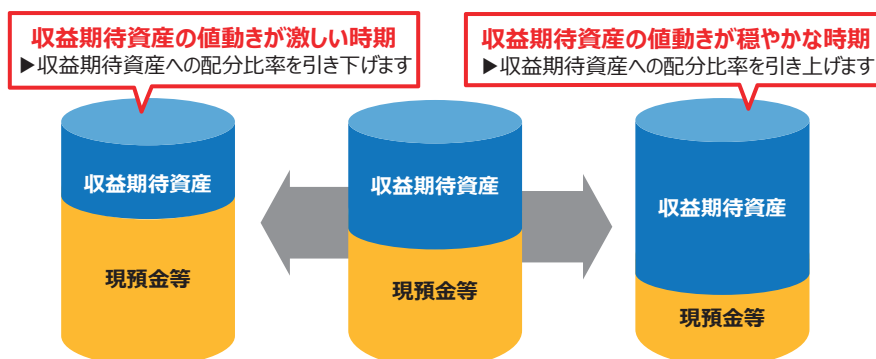 収益期待資産の値動きが激しい時期
▶収益期待資産への配分比率を引き下げます
収益期待資産の値動きが穏やかな時期
▶収益期待資産への配分比率を引き上げます
収益期待資産
現預金等
収益期待資産
現預金等
収益期待資産
現預金等